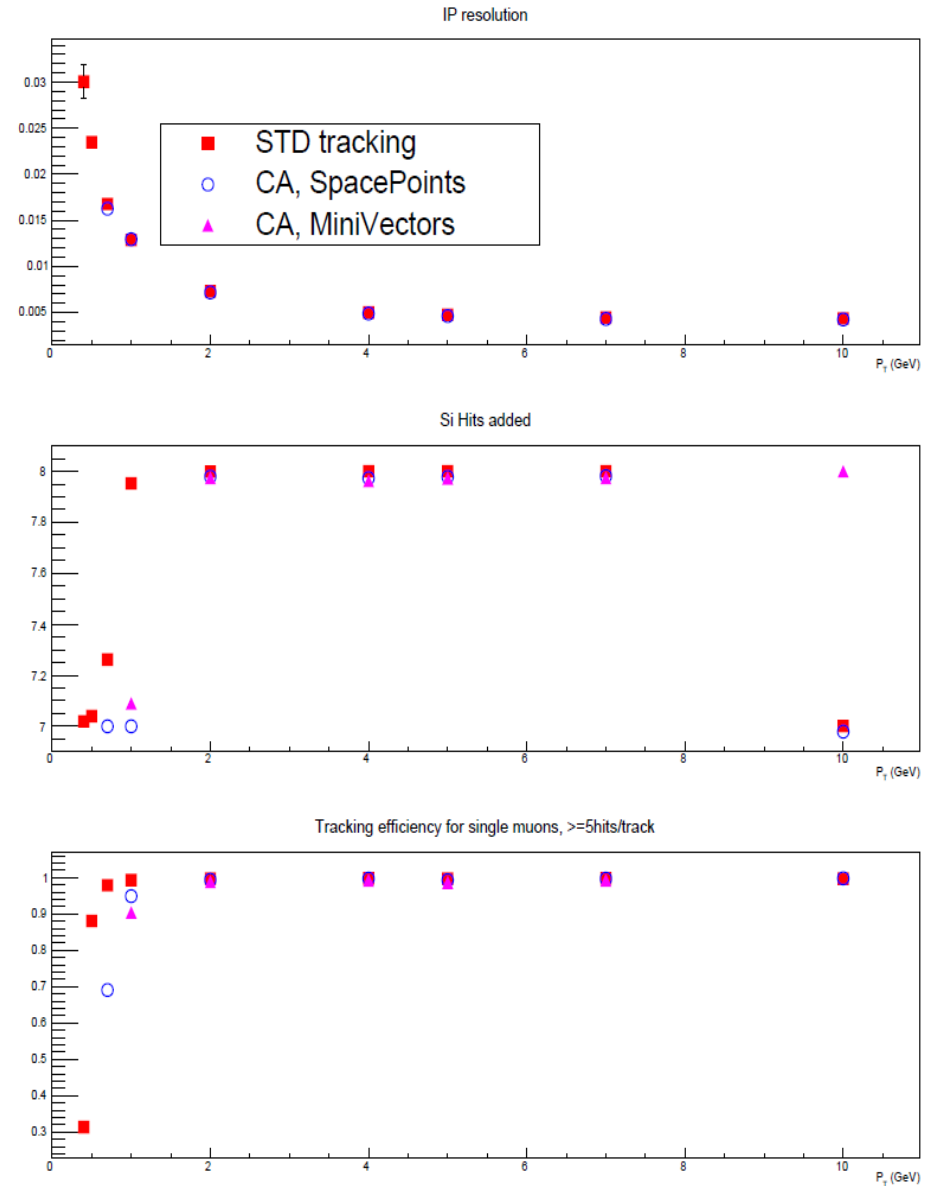 IP resolution
0.03
0.025
0.02
0.015
0.01
0.005
STD tracking
CA, SpacePoints
CA, MiniVectors
0 2 4 6 8 10
P_T (GeV)
Si Hits added
8
7.8
7.6
7.4
7.2
7
0 2 4 6 8 10
P_T (GeV)
Tracking efficiency for single muons, >=5hits/track
1
0.9
0.8
0.7
0.6
0.5
0.4
0.3
0 2 4 6 8 10
P_T (GeV)